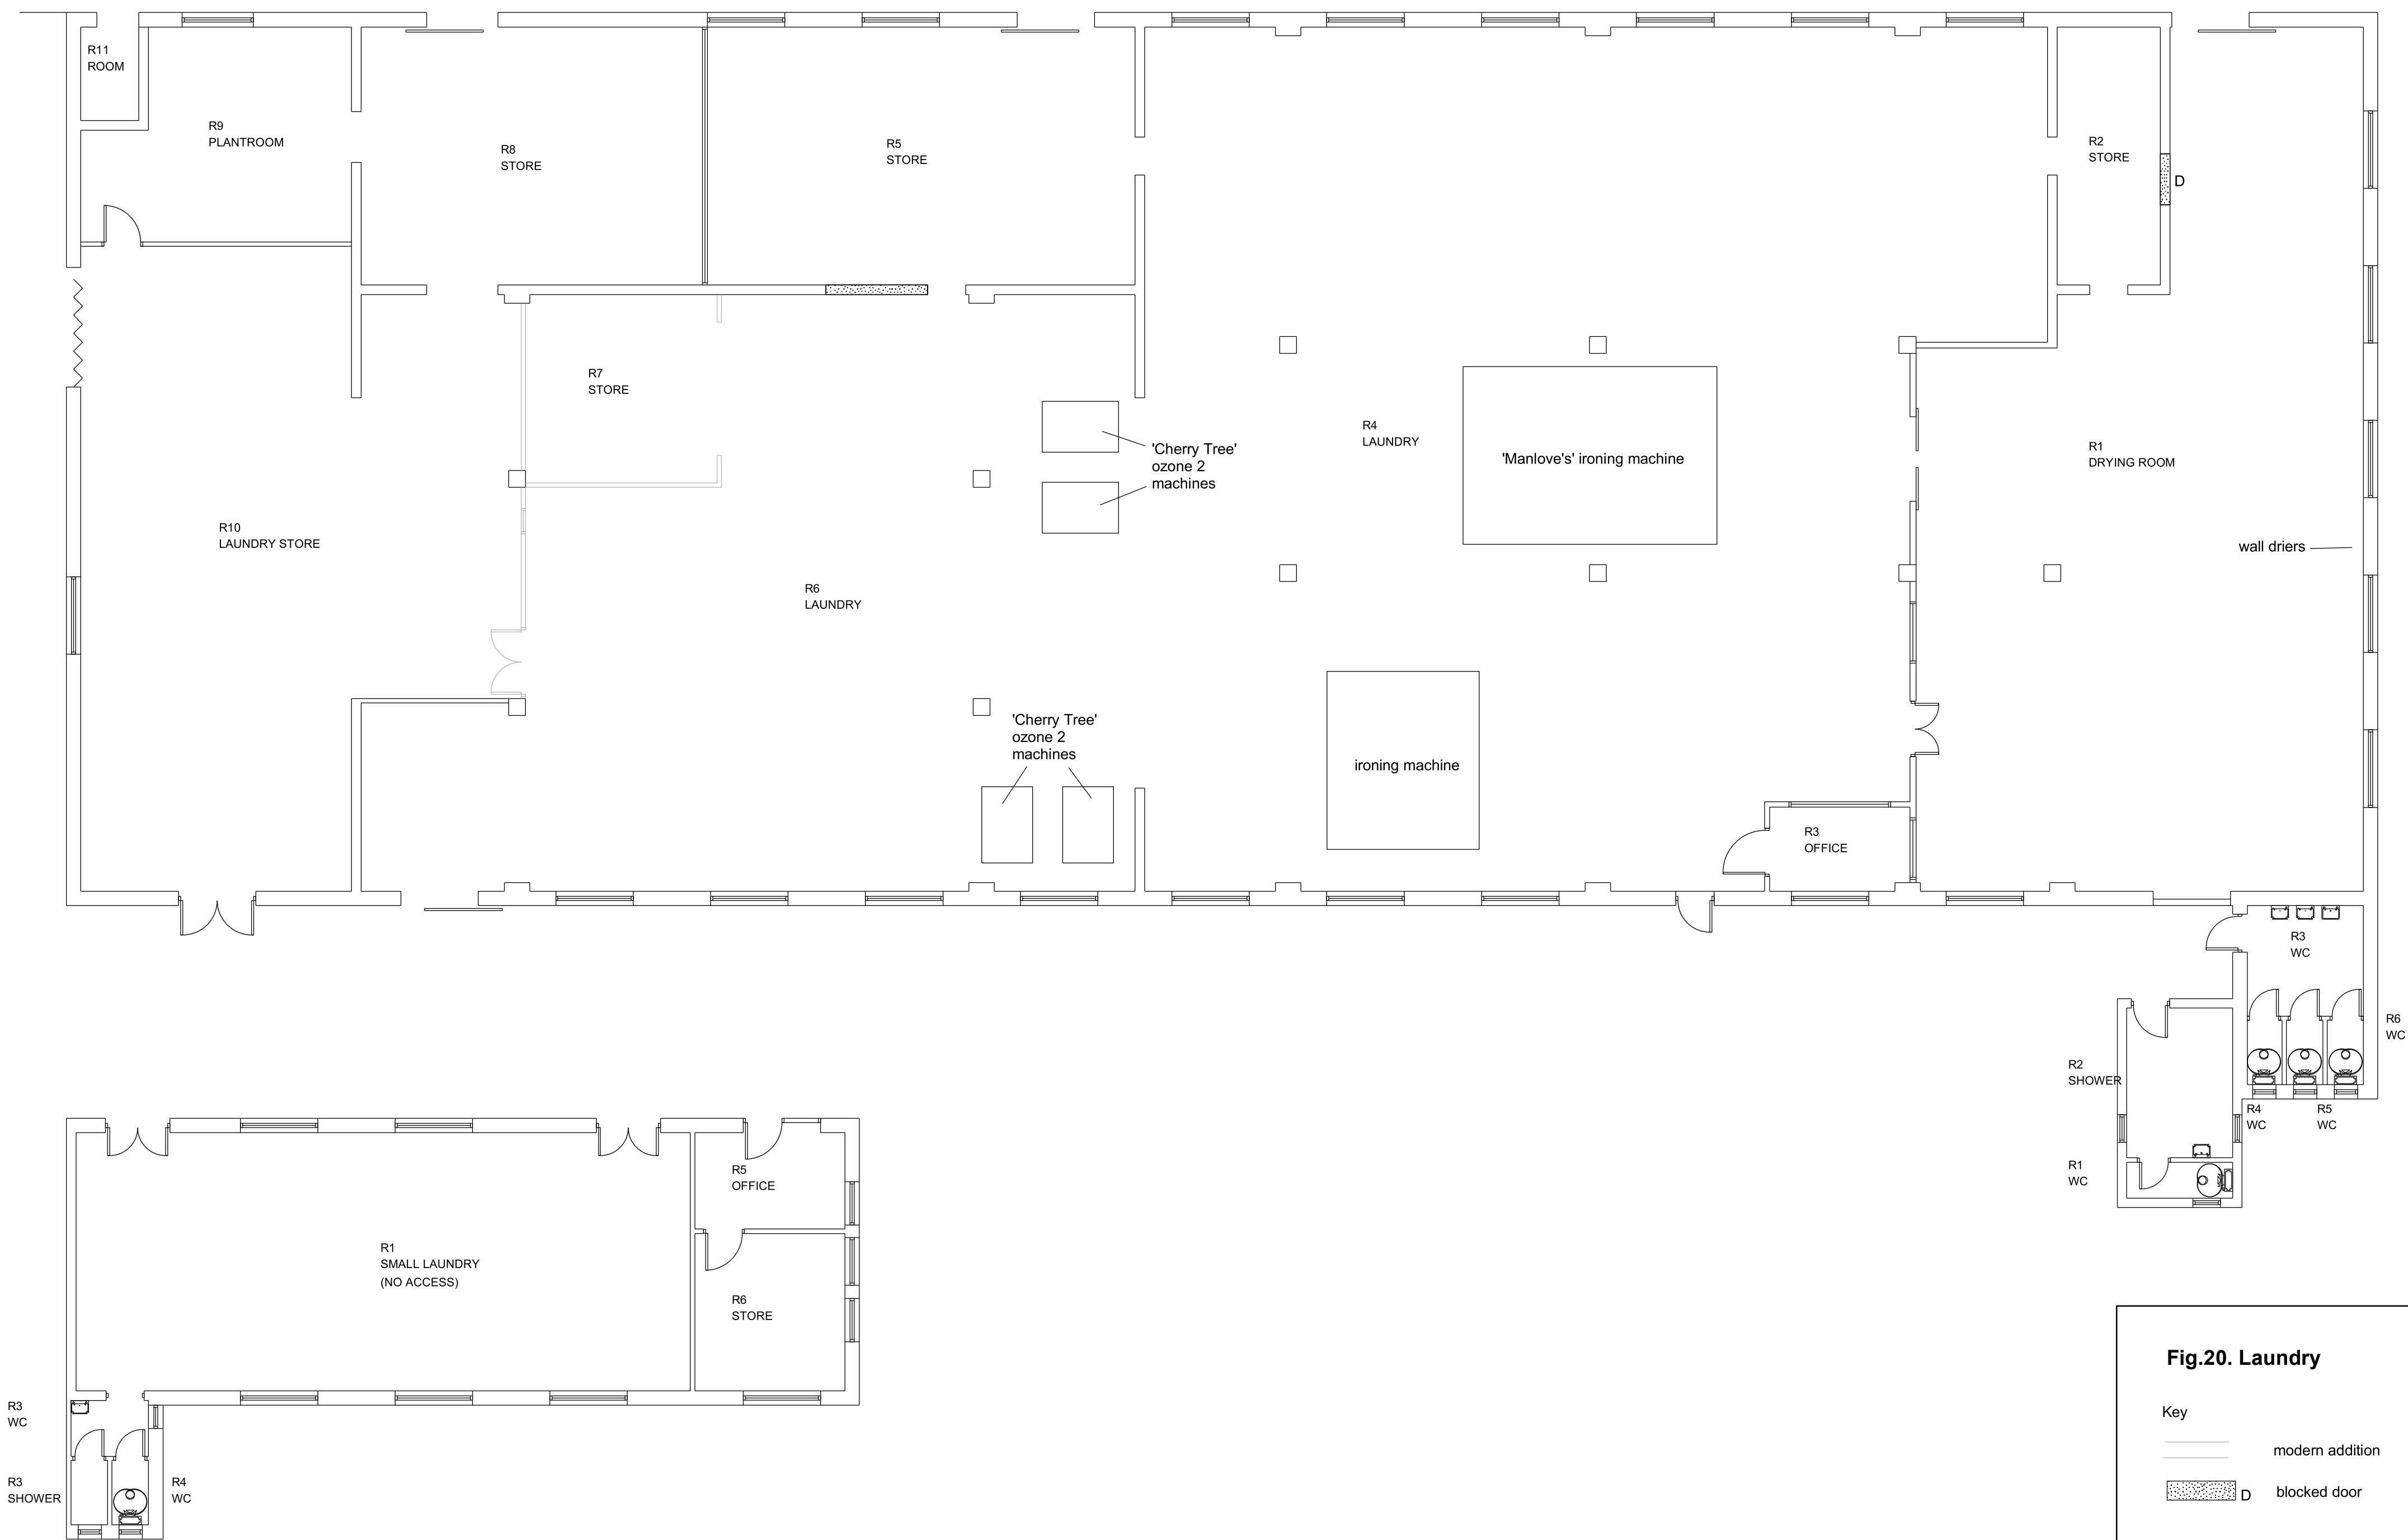 R11
ROOM
R9
PLANTROOM
R8
STORE
R5
STORE
R2
STORE
D
R7
STORE
R4
LAUNDRY
'Cherry Tree'
ozone 2
machines
'Manlove's' ironing machine
R1
DRYING ROOM
R10
LAUNDRY STORE
wall driers
R6
LAUNDRY
'Cherry Tree'
ozone 2
machines
ironing machine
R3
OFFICE
R3
WC
R6
WC
R2
SHOWER
R4
WC
R5
WC
R1
WC
R5
OFFICE
R1
SMALL LAUNDRY
(NO ACCESS)
R6
STORE
R3
WC
R3
SHOWER
R4
WC
Fig.20. Laundry
Key
modern addition
D blocked door